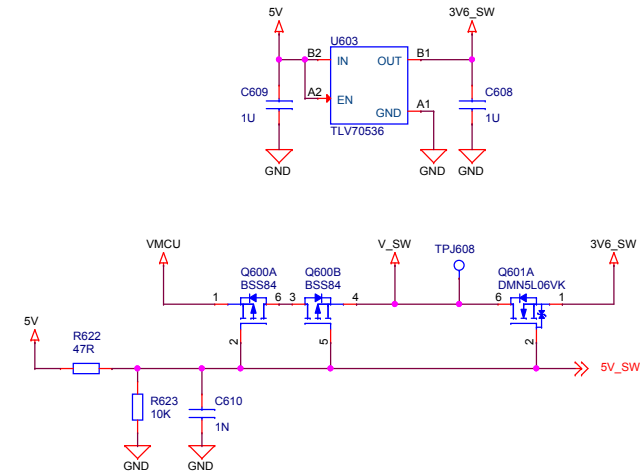 5V
3V6_SW
U603
B2
IN
OUT
B1
C609
A2
EN
A1
C608
1U
GND
1U
TLV70536
GND
GND
GND
VMCU
V_SW
TPJ608
3V6_SW
Q600A
Q600B
Q601A
BSS84
BSS84
DMN5L06VK
1
6
3
4
6
1
5V
R622
47R
2
5
2
5V_SW
R623
C610
10K
1N
GND
GND